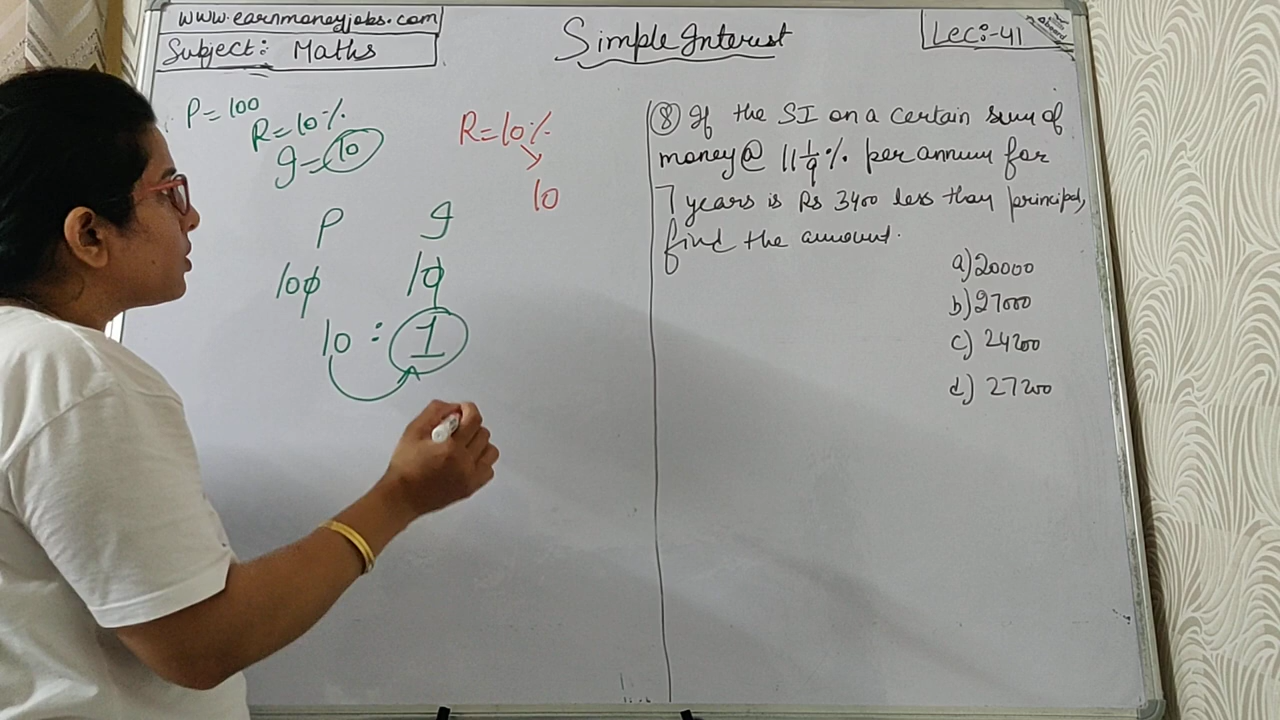 www.earnmoneyjobs.com
Subject: Maths
Simple Interest
Lec:-41
P=100
R=10%
I=10
P I
100 10
10 : 1
R=10%
10
⑧ If the SI on a certain sum of
money @ 11 1/9 % per annum for
7 years is Rs 3400 less than principal,
find the amount.
a) 20000
b) 27000
c) 24200
d) 27200